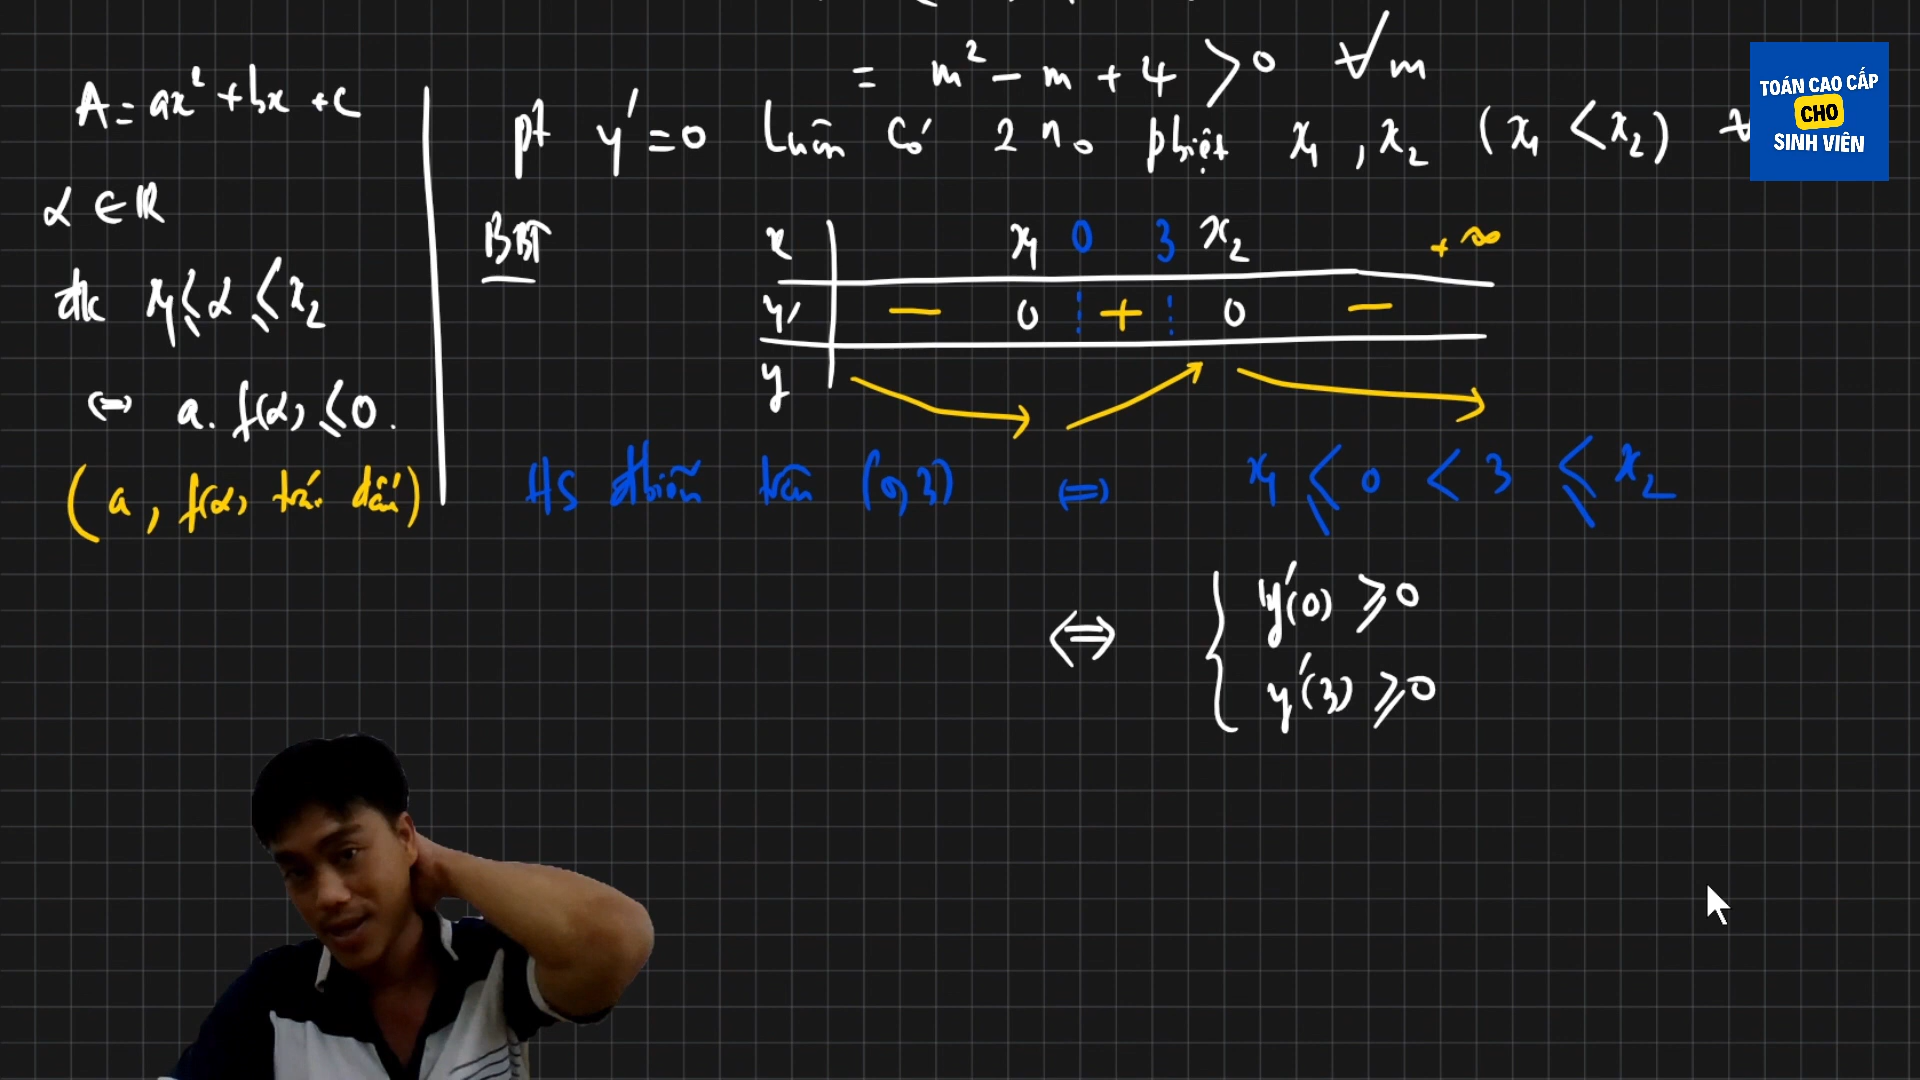 = m² - m + 4 > 0 ∀m
A = ax² + bx + c
pt y' = 0 luôn có 2 n₀ phbiệt x₁, x₂ (x₁ < x₂)
α ∈ ℝ
BBT
x x₁ 0 3 x₂ +∞
y' − 0 + 0 −
y
đk x₁ ≤ α ≤ x₂
⇔ a. f(α) ≤ 0.
(a, f(α) trái dấu)
HS đbiến trên (0,3) ⇔ x₁ ≤ 0 < 3 ≤ x₂
⇔ { y'(0) ⩾ 0
y'(3) ⩾ 0
TOÁN CAO CẤP
CHO
SINH VIÊN